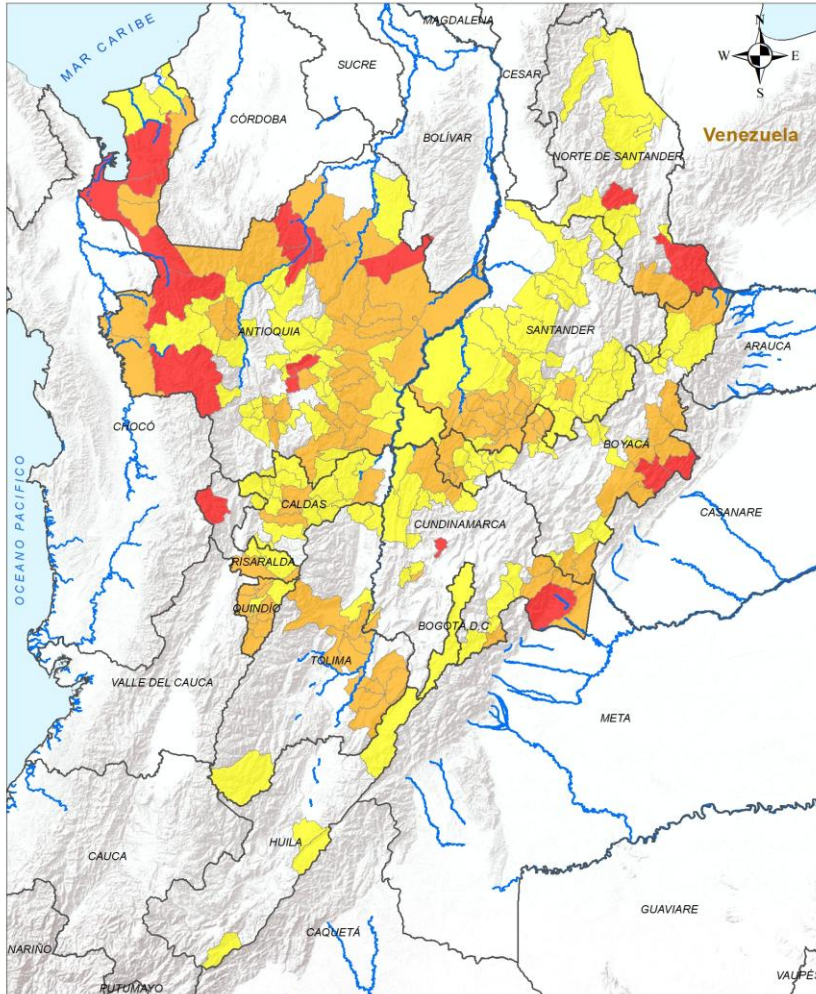 MAGDALENA
N
W E
S
MAR CARIBE
SUCRE
CESAR
CÓRDOBA
BOLÍVAR
Venezuela
NORTE DE SANTANDER
ANTIOQUIA
SANTANDER
ARAUCA
CHOCÓ
BOYACÁ
OCEANO PACIFICO
CALDAS
CUNDINAMARCA
CASANARE
RISARALDA
QUINDÍO
BOGOTÁ, D.C
TOLIMA
VALLE DEL CAUCA
META
HUILA
CAUCA
GUAVIARE
NARIÑO
CAQUETÁ
PUTUMAYO
VAUPÉS